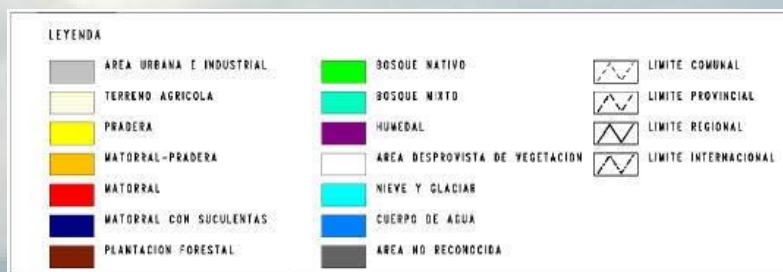 LEYENDA
AREA URBANA E INDUSTRIAL
TERRENO AGRICOLA
PRADERA
MATORRAL-PRADERA
MATORRAL
MATORRAL CON SUCULENTAS
PLANTACION FORESTAL
BOSQUE NATIVO
BOSQUE MIXTO
HUMEDAL
AREA DESPROVISTA DE VEGETACION
NIEVE Y GLACIAR
CUERPO DE AGUA
AREA NO RECONOCIDA
LIMITE COMUNAL
LIMITE PROVINCIAL
LIMITE REGIONAL
LIMITE INTERNACIONAL